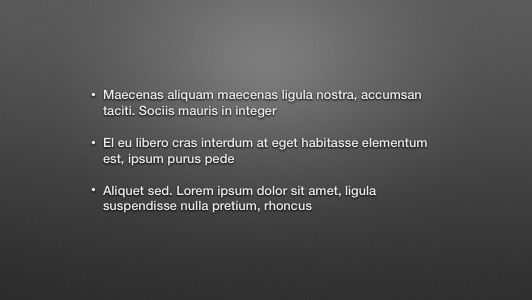 • Maecenas aliquam maecenas ligula nostra, accumsan
taciti. Sociis mauris in integer
• El eu libero cras interdum at eget habitasse elementum
est, ipsum purus pede
• Aliquet sed. Lorem ipsum dolor sit amet, ligula
suspendisse nulla pretium, rhoncus